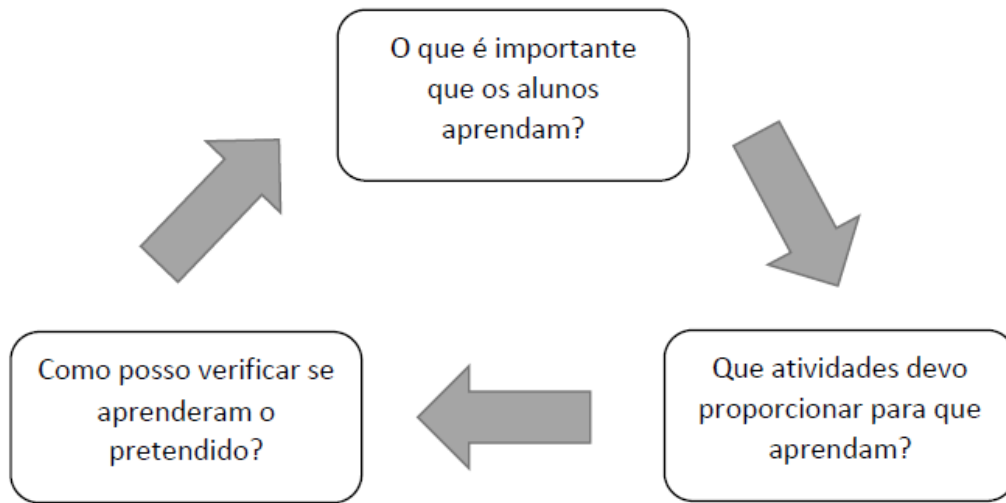 O que é importante
que os alunos
aprendam?
Que atividades devo
proporcionar para que
aprendam?
Como posso verificar se
aprenderam o
pretendido?